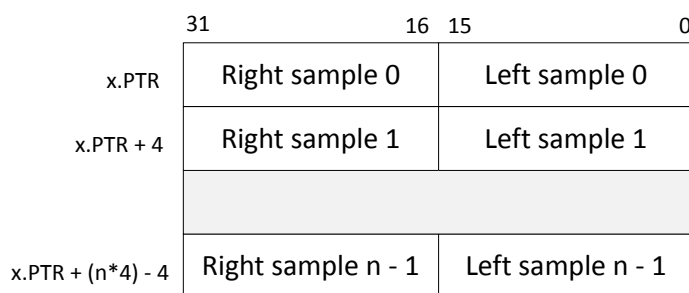 31 16 15 0
x.PTR Right sample 0 Left sample 0
x.PTR + 4 Right sample 1 Left sample 1
x.PTR + (n*4) - 4 Right sample n - 1 Left sample n - 1